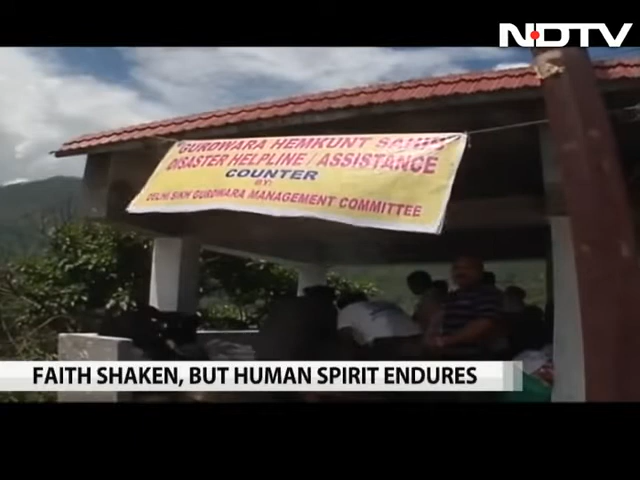 NDTV
"GURDWARA HEMKUNT SAHIB"
DISASTER HELPLINE / ASSISTANCE
COUNTER
BY:
DELHI SIKH GURDWARA MANAGEMENT COMMITTEE
FAITH SHAKEN, BUT HUMAN SPIRIT ENDURES